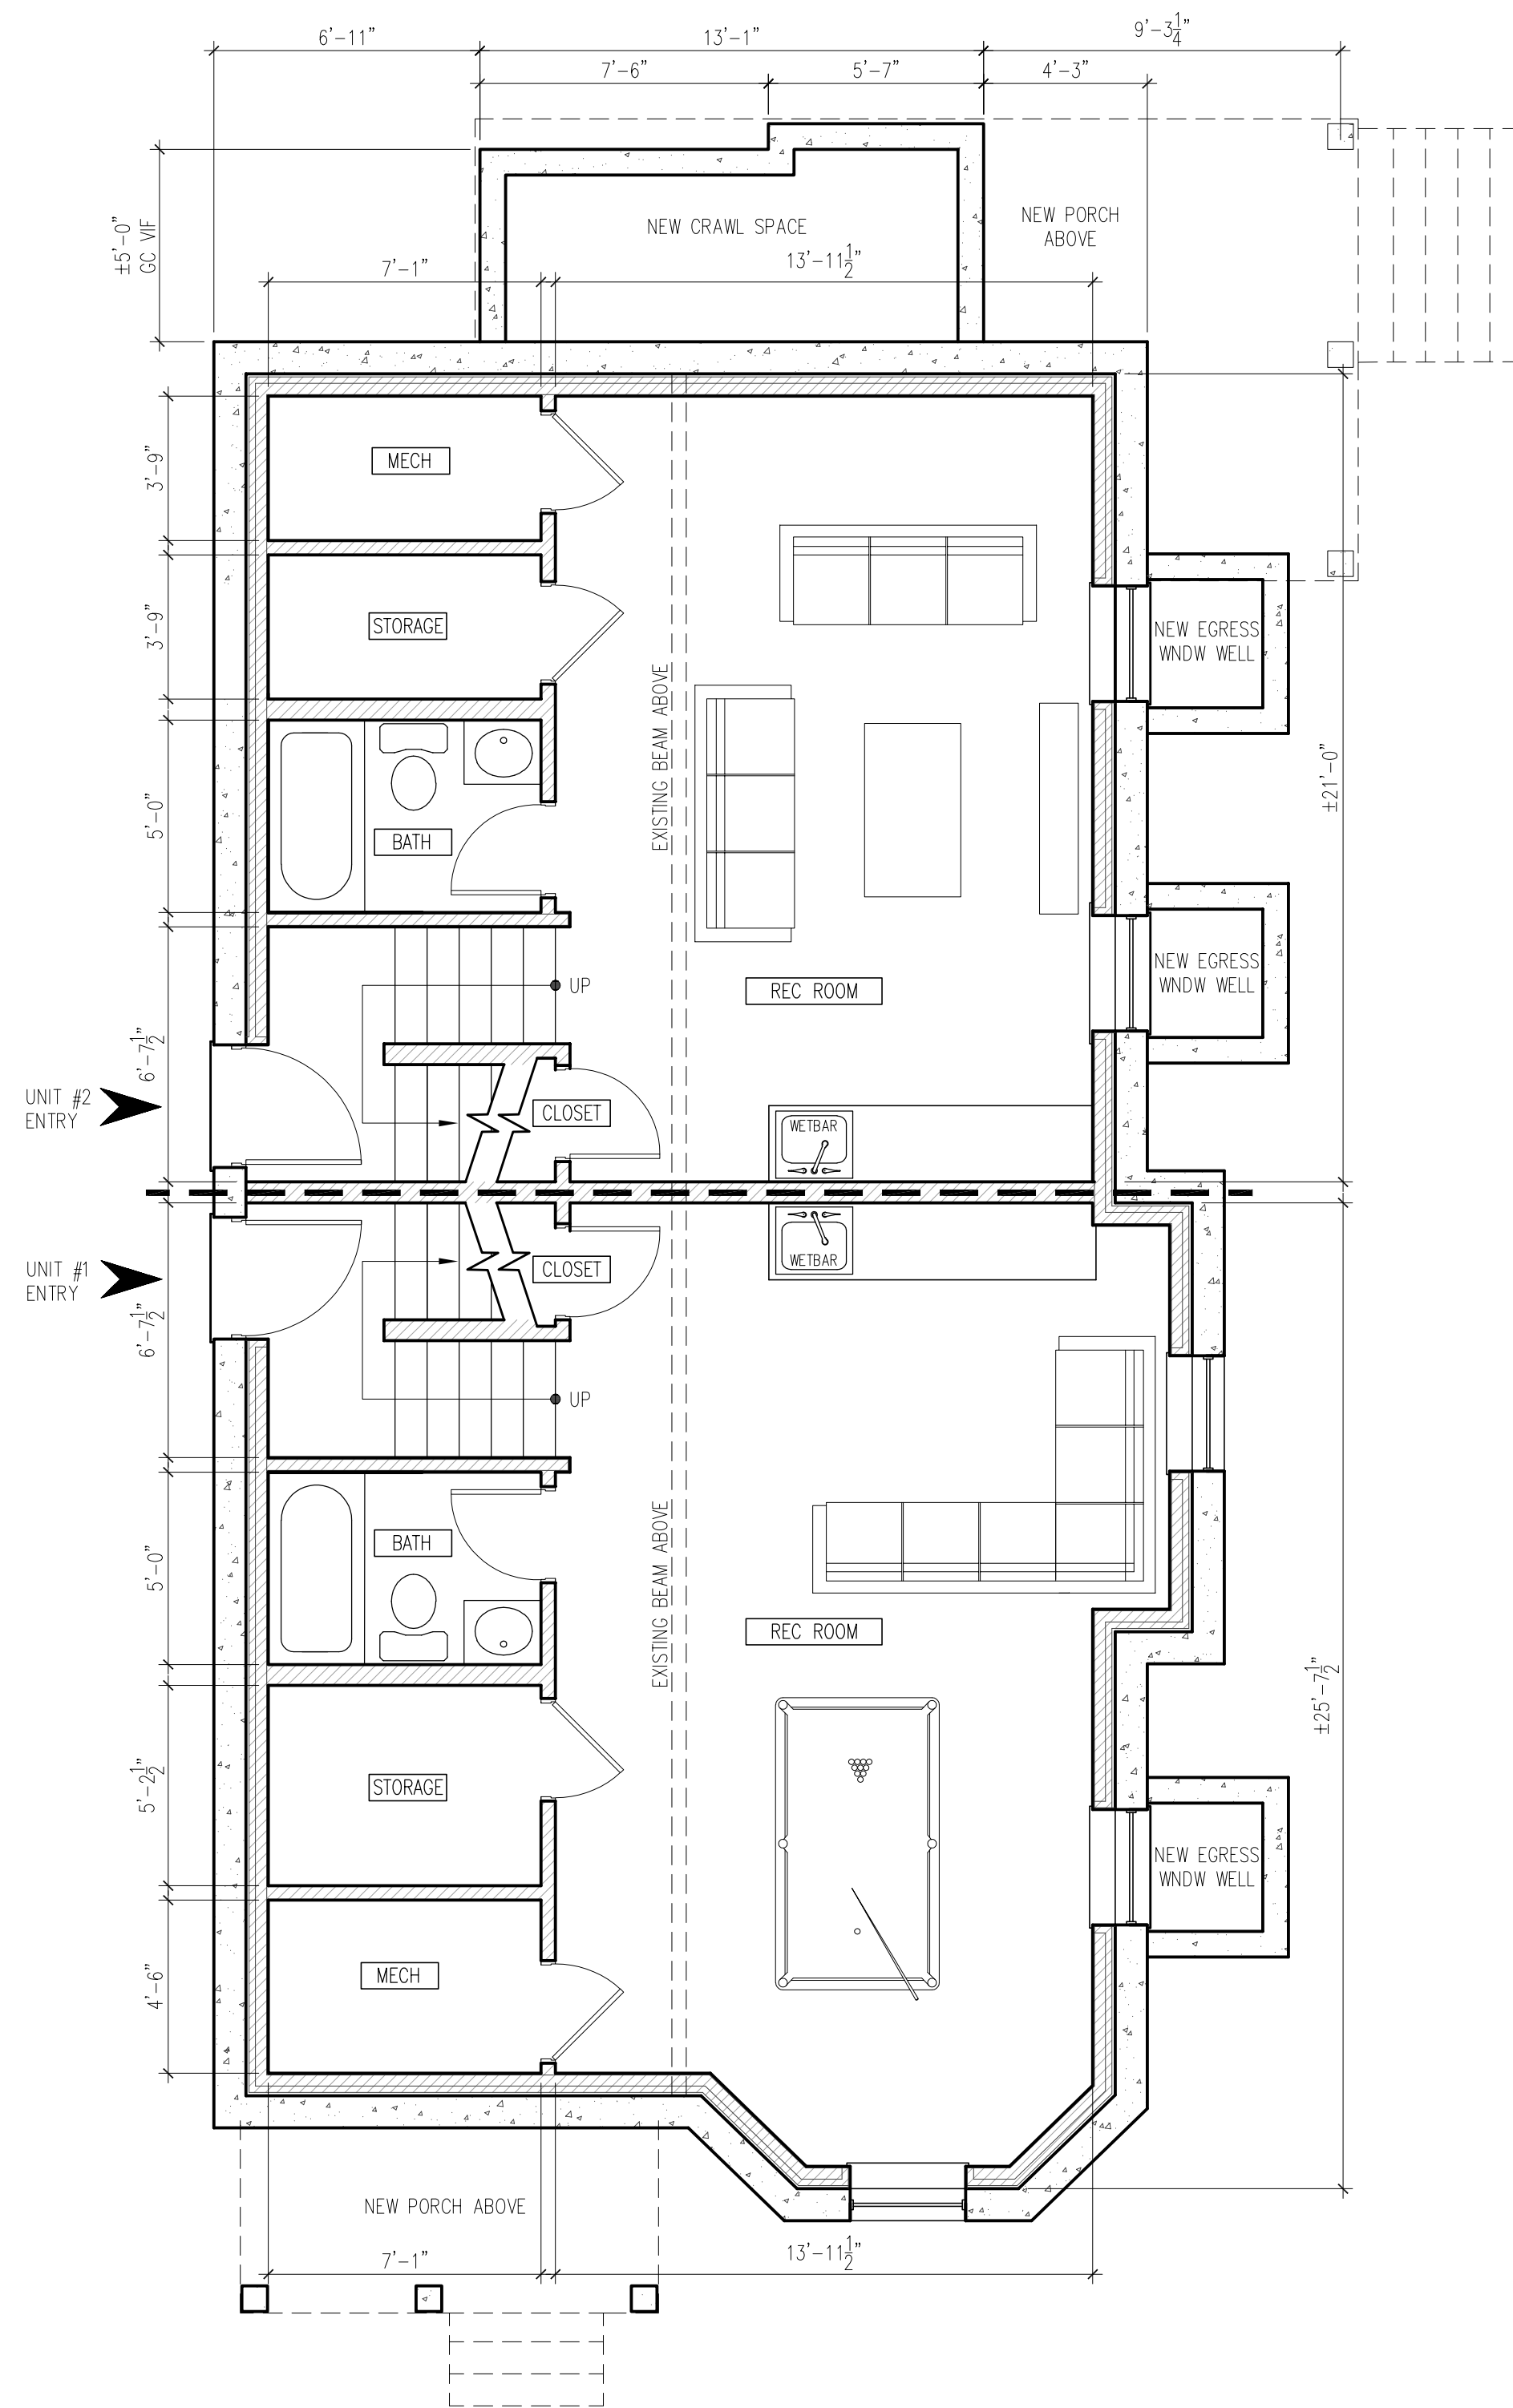 6'-11"
13'-1"
9'-3 1/4"
7'-6"
5'-7"
4'-3"
±5'-0"
GC VIF
NEW CRAWL SPACE
NEW PORCH
ABOVE
7'-1"
13'-11 1/2"
3'-9"
MECH
3'-9"
STORAGE
NEW EGRESS
WNDW WELL
EXISTING BEAM ABOVE
±21'-0"
5'-0"
BATH
NEW EGRESS
WNDW WELL
UP
REC ROOM
6'-7 1/2"
UNIT #2
ENTRY
CLOSET
WETBAR
UNIT #1
ENTRY
CLOSET
WETBAR
6'-7 1/2"
UP
5'-0"
BATH
EXISTING BEAM ABOVE
REC ROOM
±25'-7 1/2"
5'-2 1/2"
STORAGE
NEW EGRESS
WNDW WELL
4'-6"
MECH
NEW PORCH ABOVE
7'-1"
13'-11 1/2"